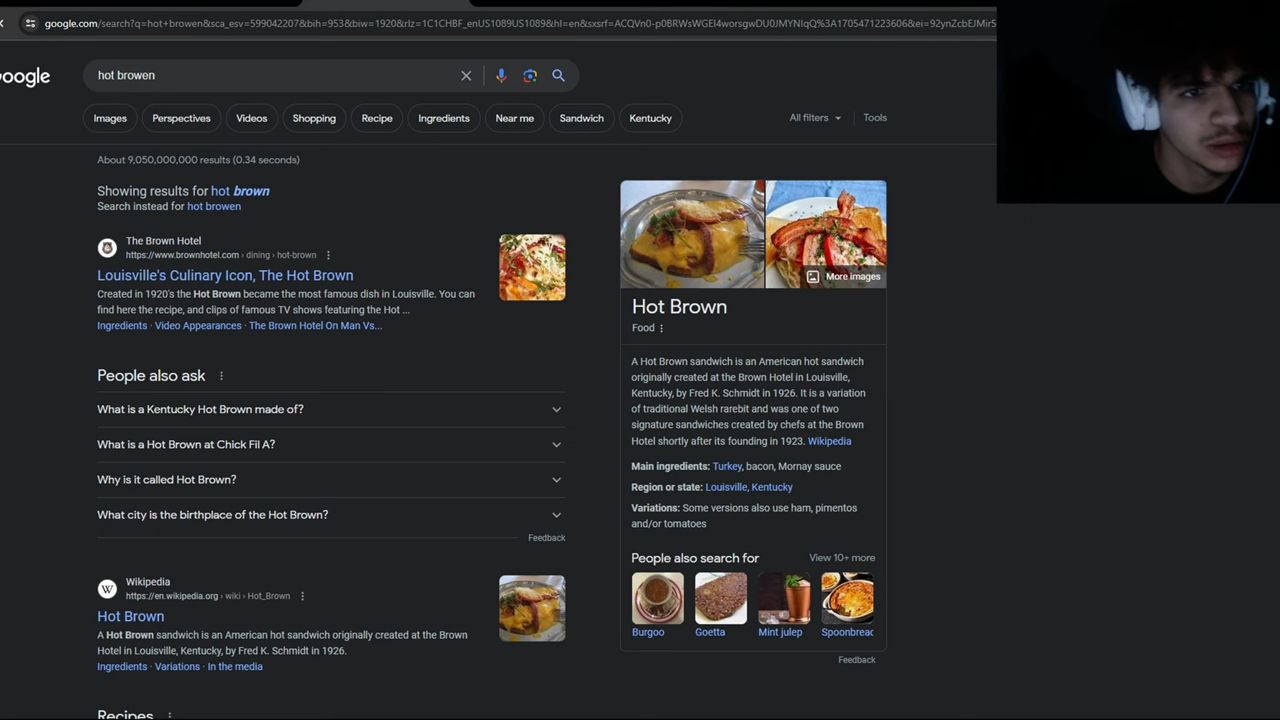 google.com/search?q=hot+browen&sca_esv=599042207&bih=953&biw=1920&rlz=1C1CHBF_enUS1089US1089&hl=en&sxsrf=
oogle
hot browen
Images
Perspectives
Videos
Shopping
Recipe
Ingredients
Near me
Sandwich
Kentucky
All filters
Tools
About 9,050,000,000 results (0.34 seconds)
Showing results for hot brown
Search instead for hot browen
The Brown Hotel
https://www.brownhotel.com › dining › hot-brown
Louisville's Culinary Icon, The Hot Brown
Created in 1920's the Hot Brown became the most famous dish in Louisville. You can
find here the recipe, and clips of famous TV shows featuring the Hot ...
Ingredients · Video Appearances · The Brown Hotel On Man Vs...
People also ask
What is a Kentucky Hot Brown made of?
What is a Hot Brown at Chick Fil A?
Why is it called Hot Brown?
What city is the birthplace of the Hot Brown?
Feedback
W
Wikipedia
https://en.wikipedia.org › wiki › Hot_Brown
Hot Brown
A Hot Brown sandwich is an American hot sandwich originally created at the Brown
Hotel in Louisville, Kentucky, by Fred K. Schmidt in 1926.
Ingredients · Variations · In the media
Recipes
More images
Hot Brown
Food
A Hot Brown sandwich is an American hot sandwich
originally created at the Brown Hotel in Louisville,
Kentucky, by Fred K. Schmidt in 1926. It is a variation
of traditional Welsh rarebit and was one of two
signature sandwiches created by chefs at the Brown
Hotel shortly after its founding in 1923. Wikipedia
Main ingredients: Turkey, bacon, Mornay sauce
Region or state: Louisville, Kentucky
Variations: Some versions also use ham, pimentos
and/or tomatoes
People also search for
View 10+ more
Burgoo
Goetta
Mint julep
Spoonbread
Feedback